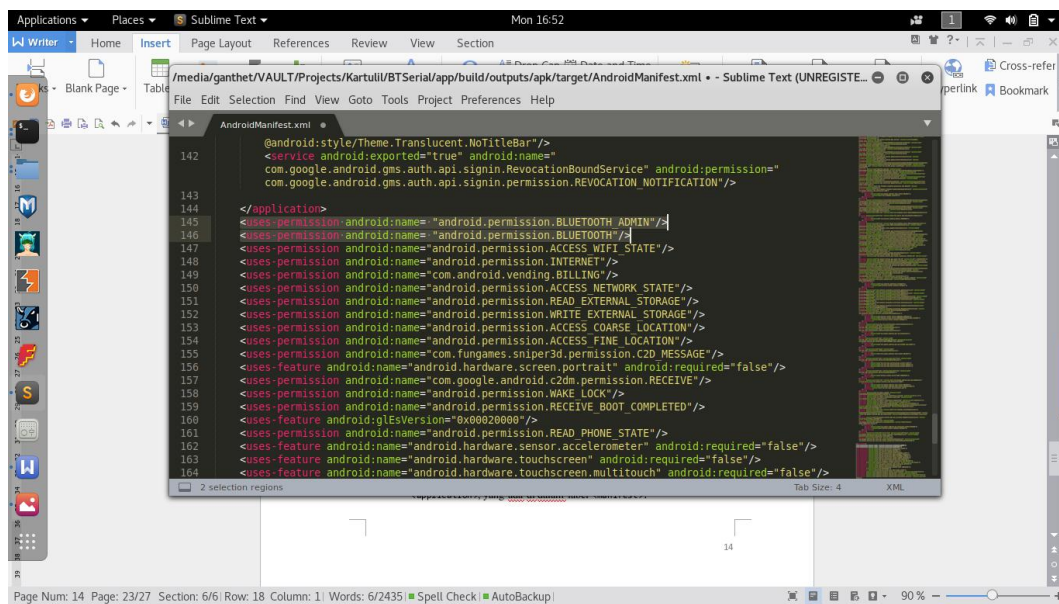 Applications Places Sublime Text Mon 16:52 1
Writer Home Insert Page Layout References Review View Section
Blank Page Table
Cross-refer
Bookmark
/media/ganthet/VAULT/Projects/Kartulii/BTSerial/app/build/outputs/apk/target/AndroidManifest.xml • - Sublime Text (UNREGISTE...
File Edit Selection Find View Goto Tools Project Preferences Help
AndroidManifest.xml
@android:style/Theme.Translucent.NoTitleBar"/>
142 <service android:exported="true" android:name="
com.google.android.gms.auth.api.signin.RevocationBoundService" android:permission="
com.google.android.gms.auth.api.signin.permission.REVOCATION_NOTIFICATION"/>
143
144 </application>
145 <uses-permission android:name= "android.permission.BLUETOOTH_ADMIN"/>
146 <uses-permission android:name= "android.permission.BLUETOOTH"/>
147 <uses-permission android:name="android.permission.ACCESS_WIFI_STATE"/>
148 <uses-permission android:name="android.permission.INTERNET"/>
149 <uses-permission android:name="com.android.vending.BILLING"/>
150 <uses-permission android:name="android.permission.ACCESS_NETWORK_STATE"/>
151 <uses-permission android:name="android.permission.READ_EXTERNAL_STORAGE"/>
152 <uses-permission android:name="android.permission.WRITE_EXTERNAL_STORAGE"/>
153 <uses-permission android:name="android.permission.ACCESS_COARSE_LOCATION"/>
154 <uses-permission android:name="android.permission.ACCESS_FINE_LOCATION"/>
155 <uses-permission android:name="com.fungames.sniper3d.permission.C2D_MESSAGE"/>
156 <uses-feature android:name="android.hardware.screen.portrait" android:required="false"/>
157 <uses-permission android:name="com.google.android.c2dm.permission.RECEIVE"/>
158 <uses-permission android:name="android.permission.WAKE_LOCK"/>
159 <uses-permission android:name="android.permission.RECEIVE_BOOT_COMPLETED"/>
160 <uses-feature android:glEsVersion="0x00020000"/>
161 <uses-permission android:name="android.permission.READ_PHONE_STATE"/>
162 <uses-feature android:name="android.hardware.sensor.accelerometer" android:required="false"/>
163 <uses-feature android:name="android.hardware.touchscreen" android:required="false"/>
164 <uses-feature android:name="android.hardware.touchscreen.multitouch" android:required="false"/>
2 selection regions Tab Size: 4 XML
14
Page Num: 14 Page: 23/27 Section: 6/6 Row: 18 Column: 1 Words: 6/2435 Spell Check AutoBackup 90 %